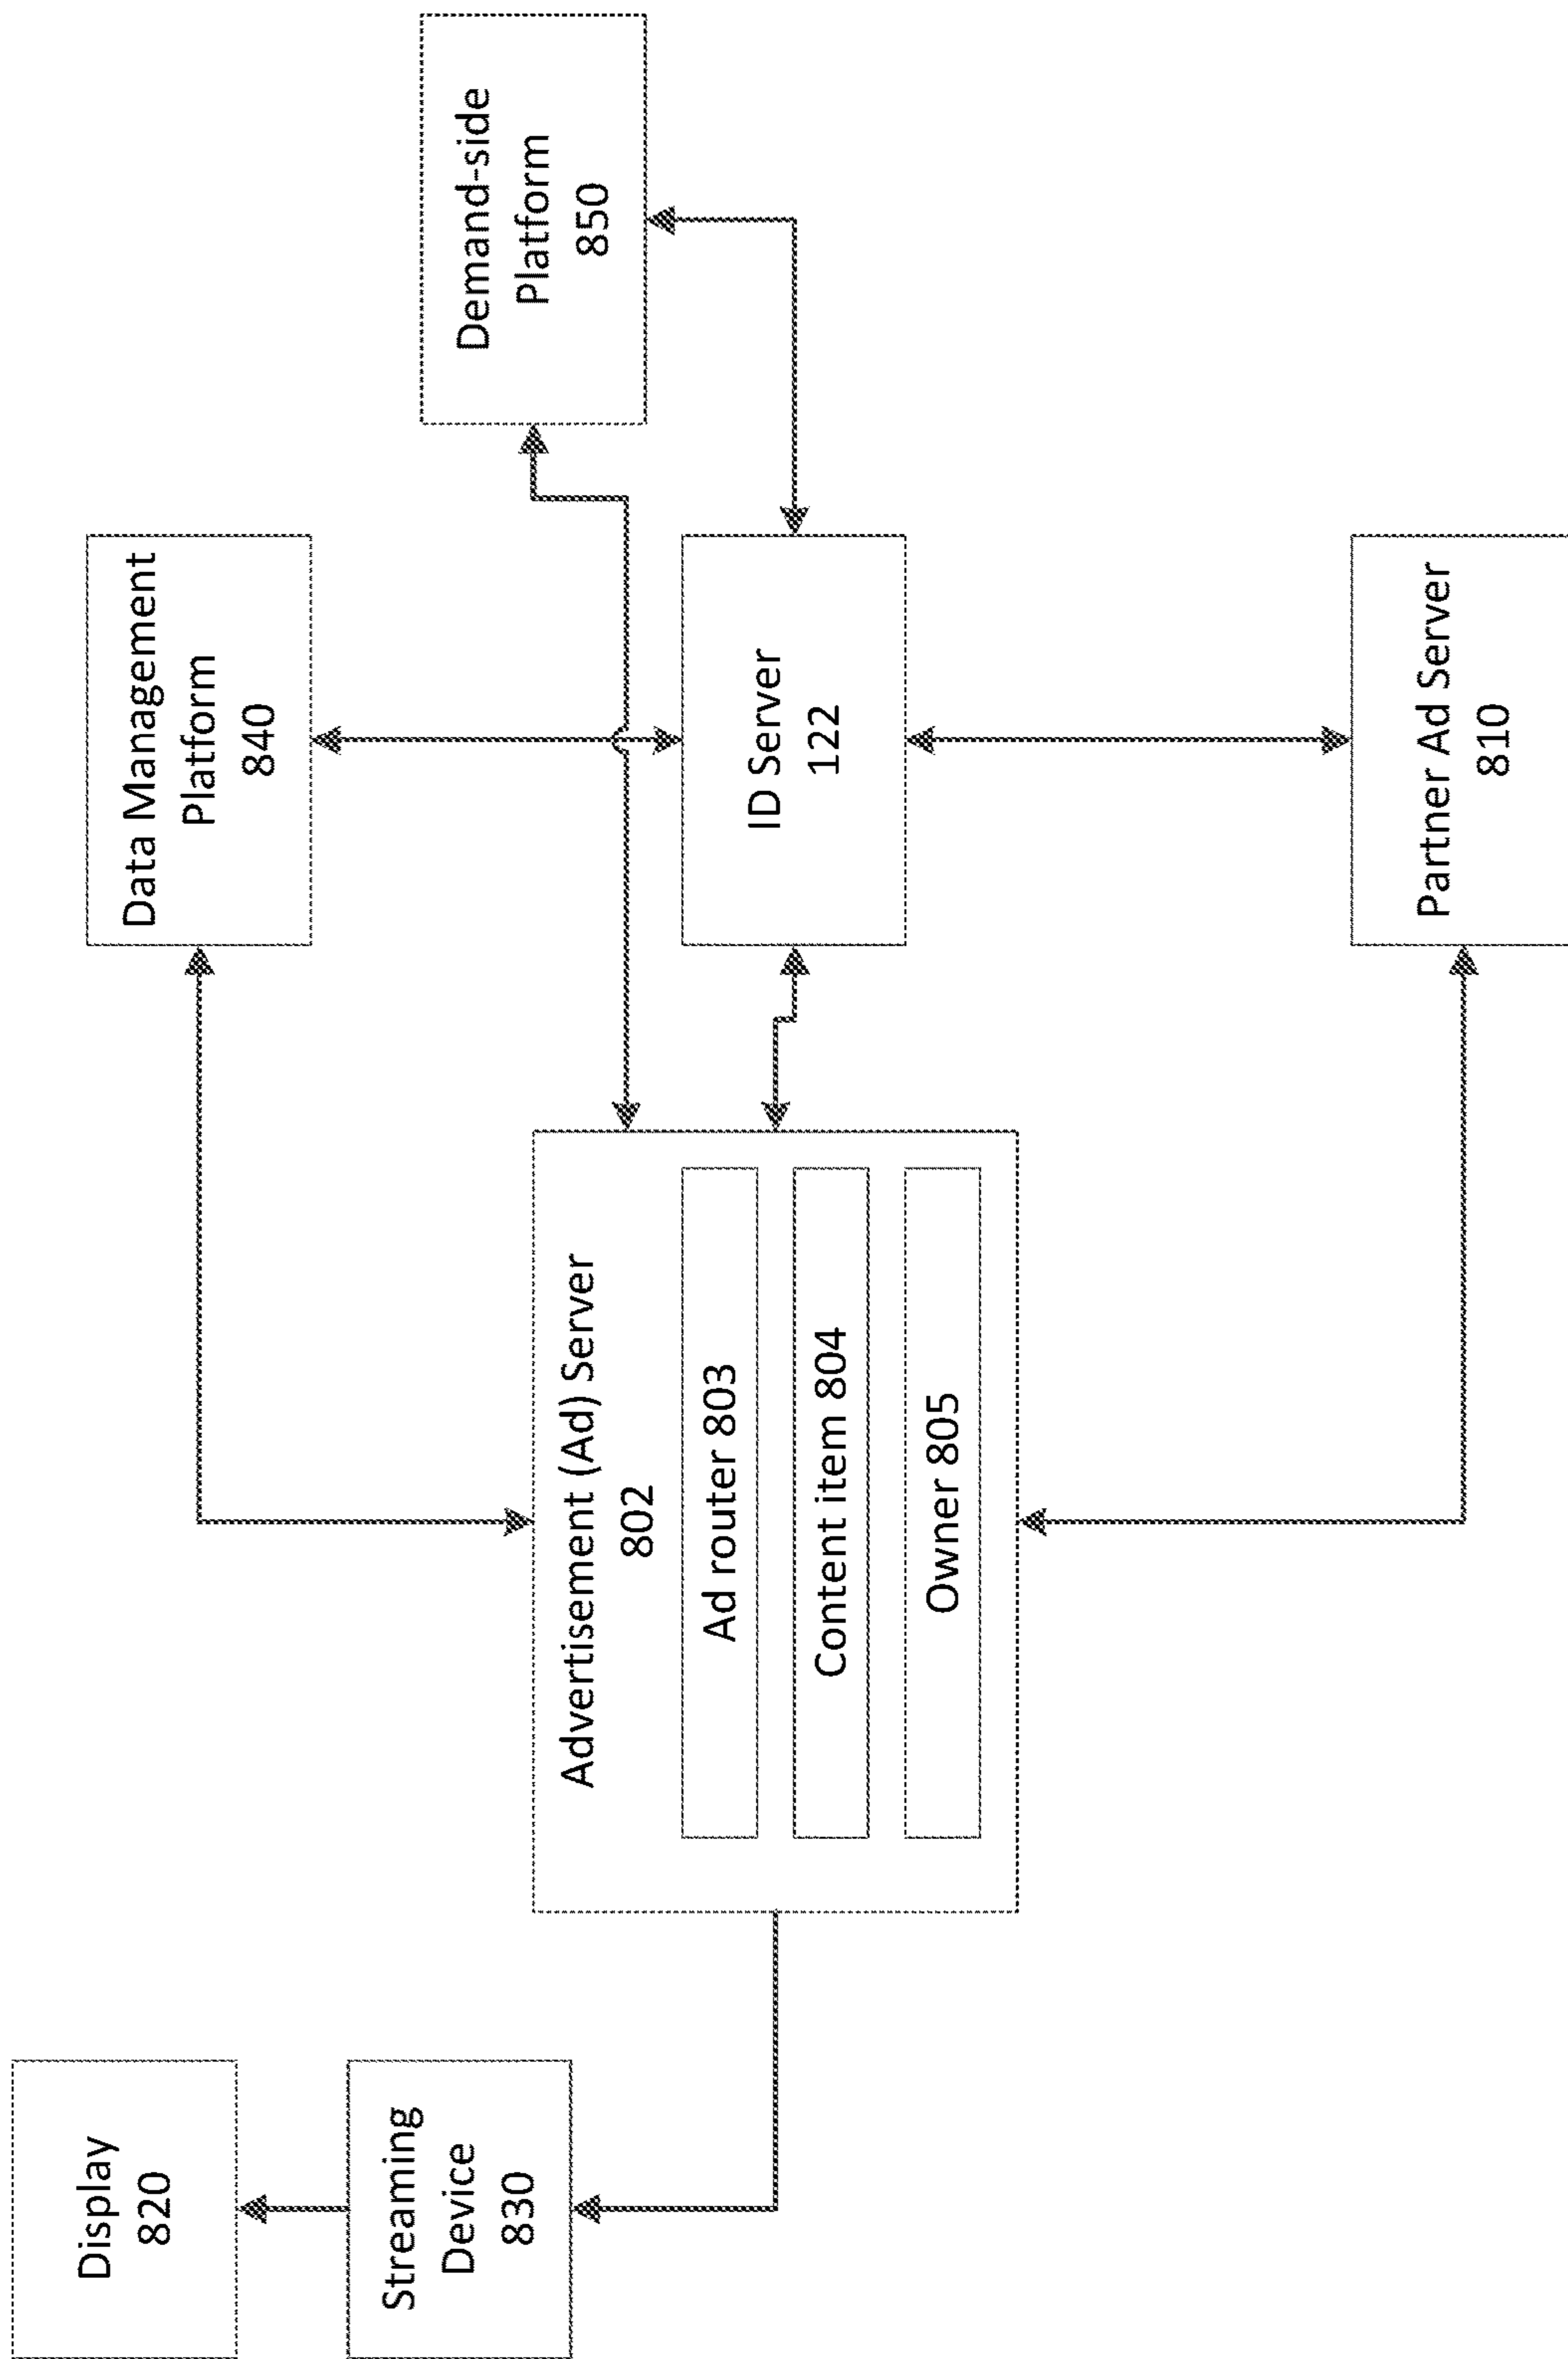 Display
820
Streaming
Device
830
Advertisement (Ad) Server
802
Ad router 803
Content item 804
Owner 805
Data Management
Platform
840
ID Server
122
Partner Ad Server
810
Demand-side
Platform
850